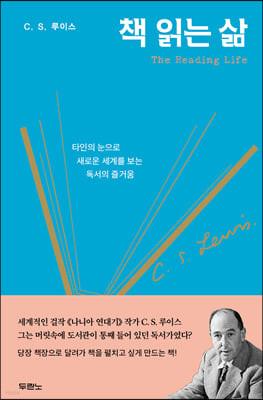 C. S. 루이스
책 읽는 삶
The Reading Life
타인의 눈으로
새로운 세계를 보는
독서의 즐거움
C. S. Lewis.
세계적인 걸작 《나니아 연대기》 작가 C. S. 루이스
그는 머릿속에 도서관이 통째 들어 있던 독서가였다?
당장 책장으로 달려가 책을 펼치고 싶게 만드는 책!
두란노